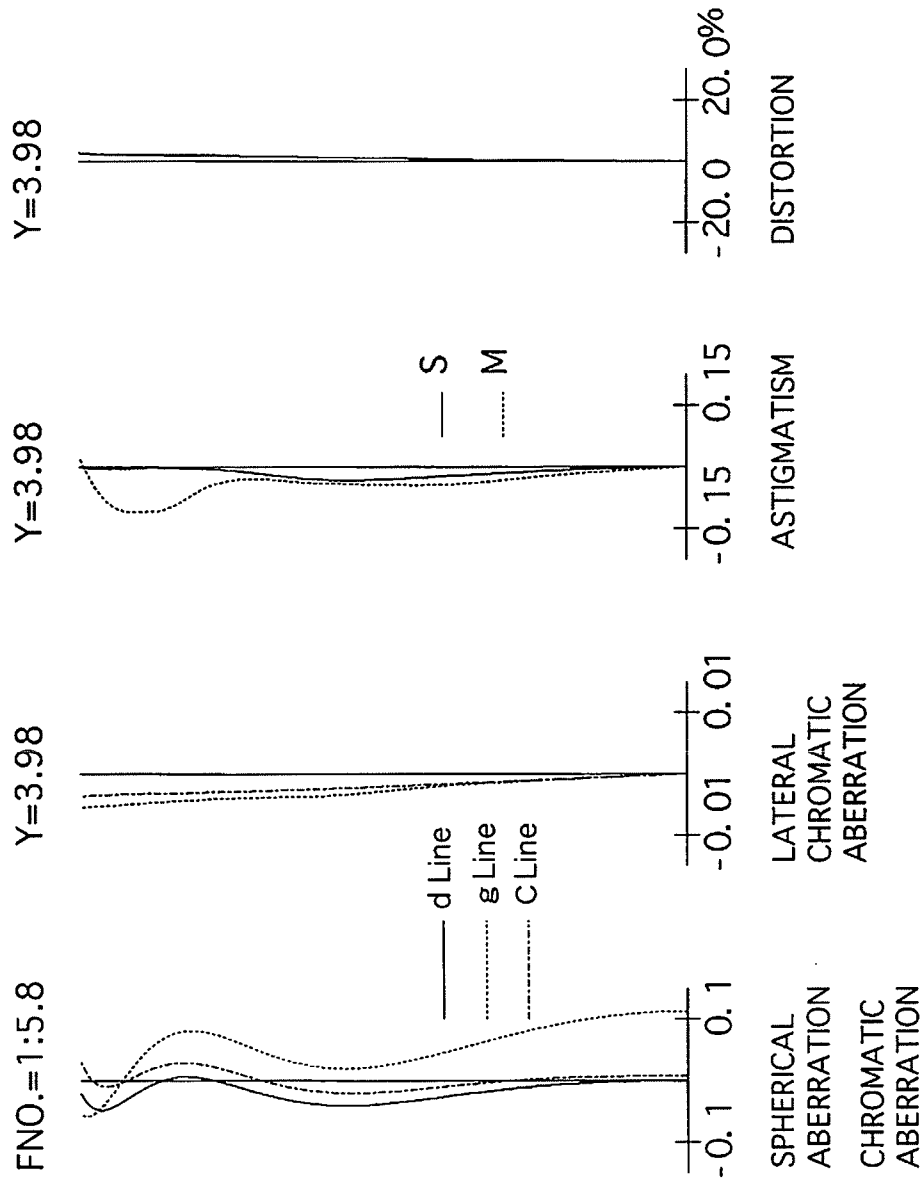 FNO.=1:5.8
d Line
g Line
C Line
-0.1
0.1
SPHERICAL
ABERRATION
CHROMATIC
ABERRATION
Y=3.98
-0.01
0.01
LATERAL
CHROMATIC
ABERRATION
Y=3.98
S
M
-0.15
0.15
ASTIGMATISM
Y=3.98
-20.0
20.0%
DISTORTION